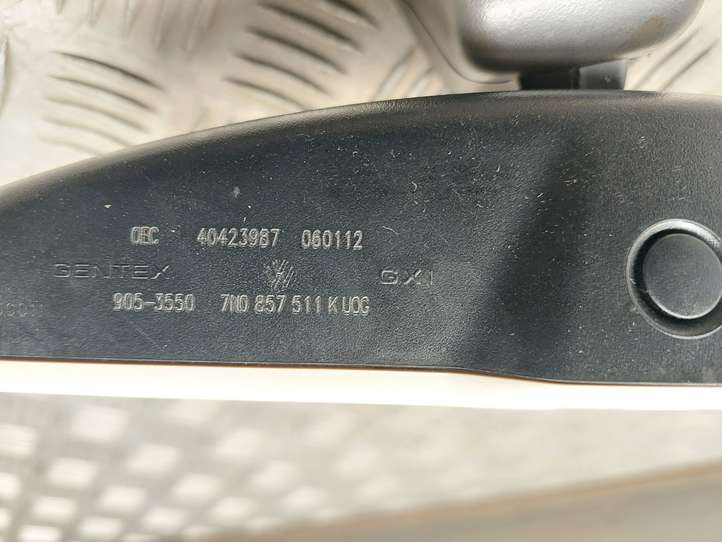 OEC 40423987 060112
GENTEX GXI
905-3550 7N0 857 511 K UOG